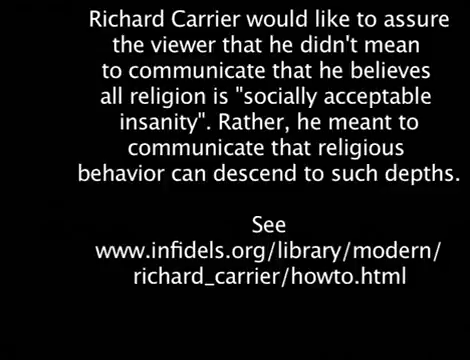 Richard Carrier would like to assure
the viewer that he didn't mean
to communicate that he believes
all religion is "socially acceptable
insanity". Rather, he meant to
communicate that religious
behavior can descend to such depths.
See
www.infidels.org/library/modern/
richard_carrier/howto.html